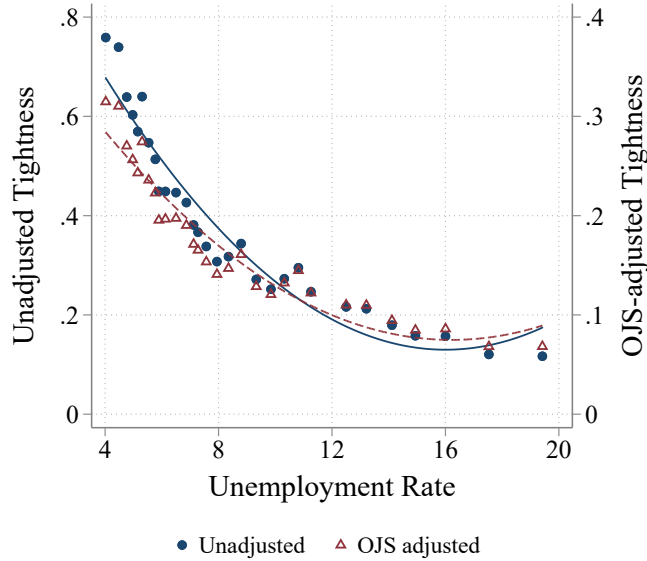 .8
.6
.4
.2
0
Unadjusted Tightness
.4
.3
.2
.1
0
OJS-adjusted Tightness
4 8 12 16 20
Unemployment Rate
Unadjusted OJS adjusted